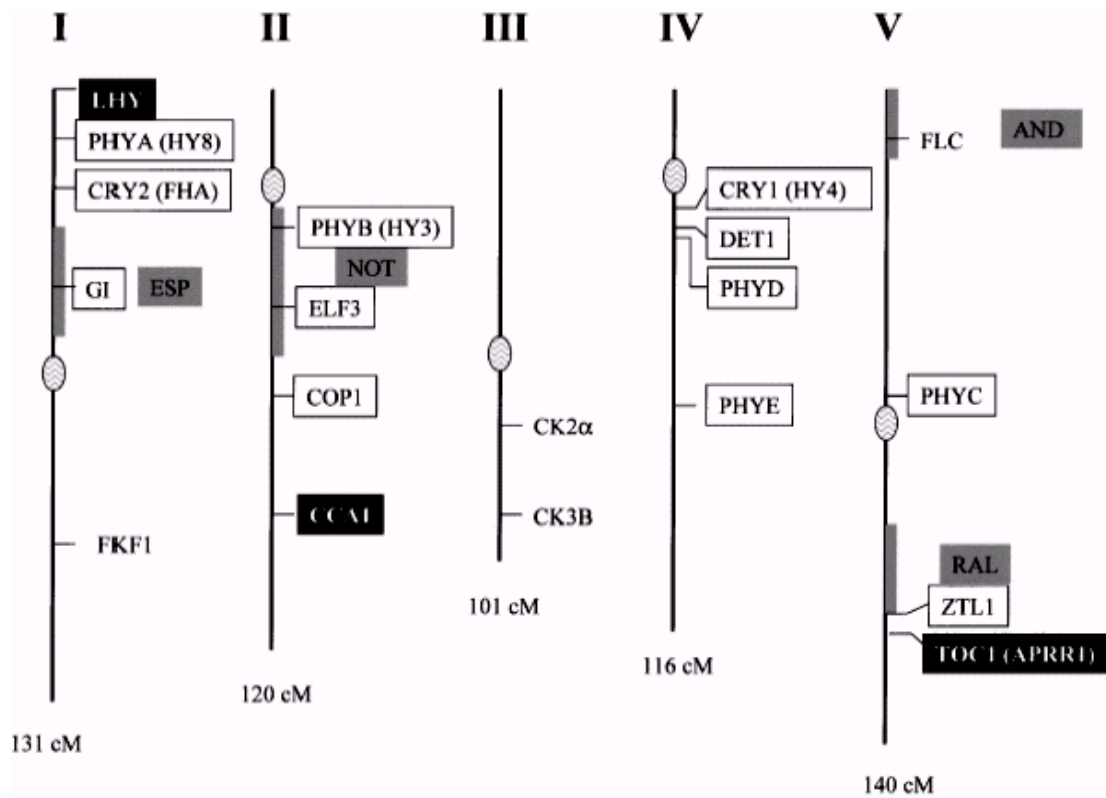 I II III IV V
LHY
PHYA (HY8)
CRY2 (FHA)
GI ESP
FKF1
131 cM
PHYB (HY3)
NOT
ELF3
COP1
CCA1
120 cM
CK2α
CK3B
101 cM
CRY1 (HY4)
DET1
PHYD
PHYE
116 cM
FLC AND
PHYC
RAL
ZTL1
TOC1 (APRR1)
140 cM